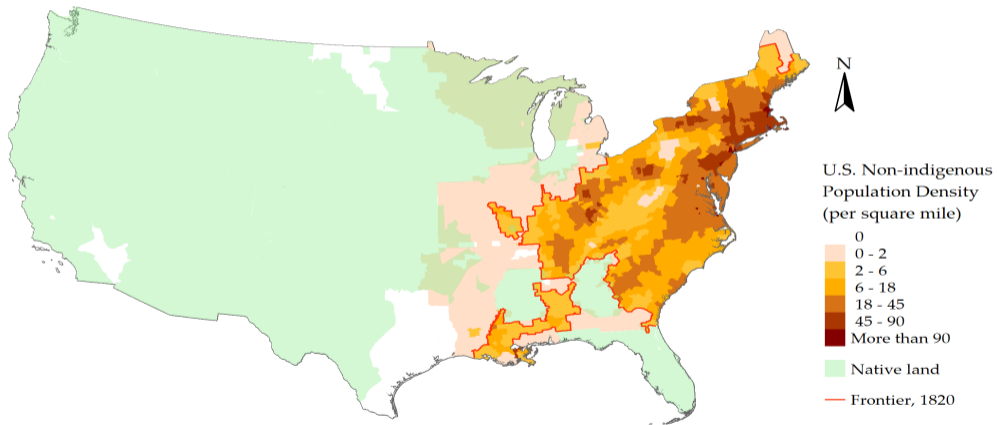 N
U.S. Non-indigenous
Population Density
(per square mile)
0
0 - 2
2 - 6
6 - 18
18 - 45
45 - 90
More than 90
Native land
Frontier, 1820